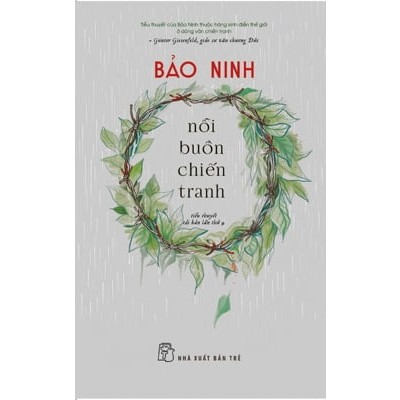 Tiểu thuyết của Bảo Ninh thuộc hàng kinh điển thế giới
ở dòng văn chiến tranh
- Günter Giesenfeld, giáo sư văn chương Đức
BẢO NINH
nỗi
buồn
chiến
tranh
tiểu thuyết
tái bản lần thứ 9
NHÀ XUẤT BẢN TRẺ